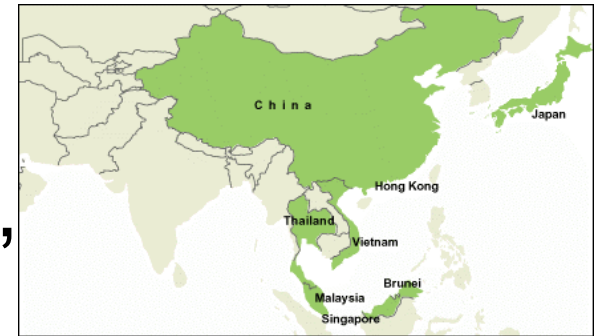 China
Japan
Hong Kong
Thailand
,
Vietnam
Brunei
Malaysia
Singapore